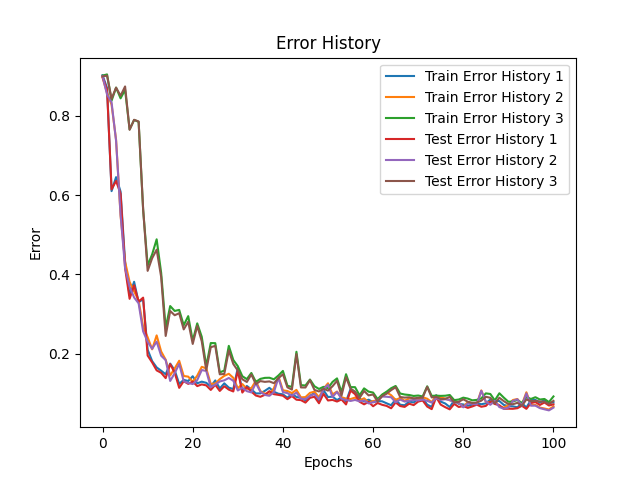 Error History
Train Error History 1
Train Error History 2
Train Error History 3
Test Error History 1
Test Error History 2
Test Error History 3
0.8
0.6
0.4
0.2
Error
0 20 40 60 80 100
Epochs